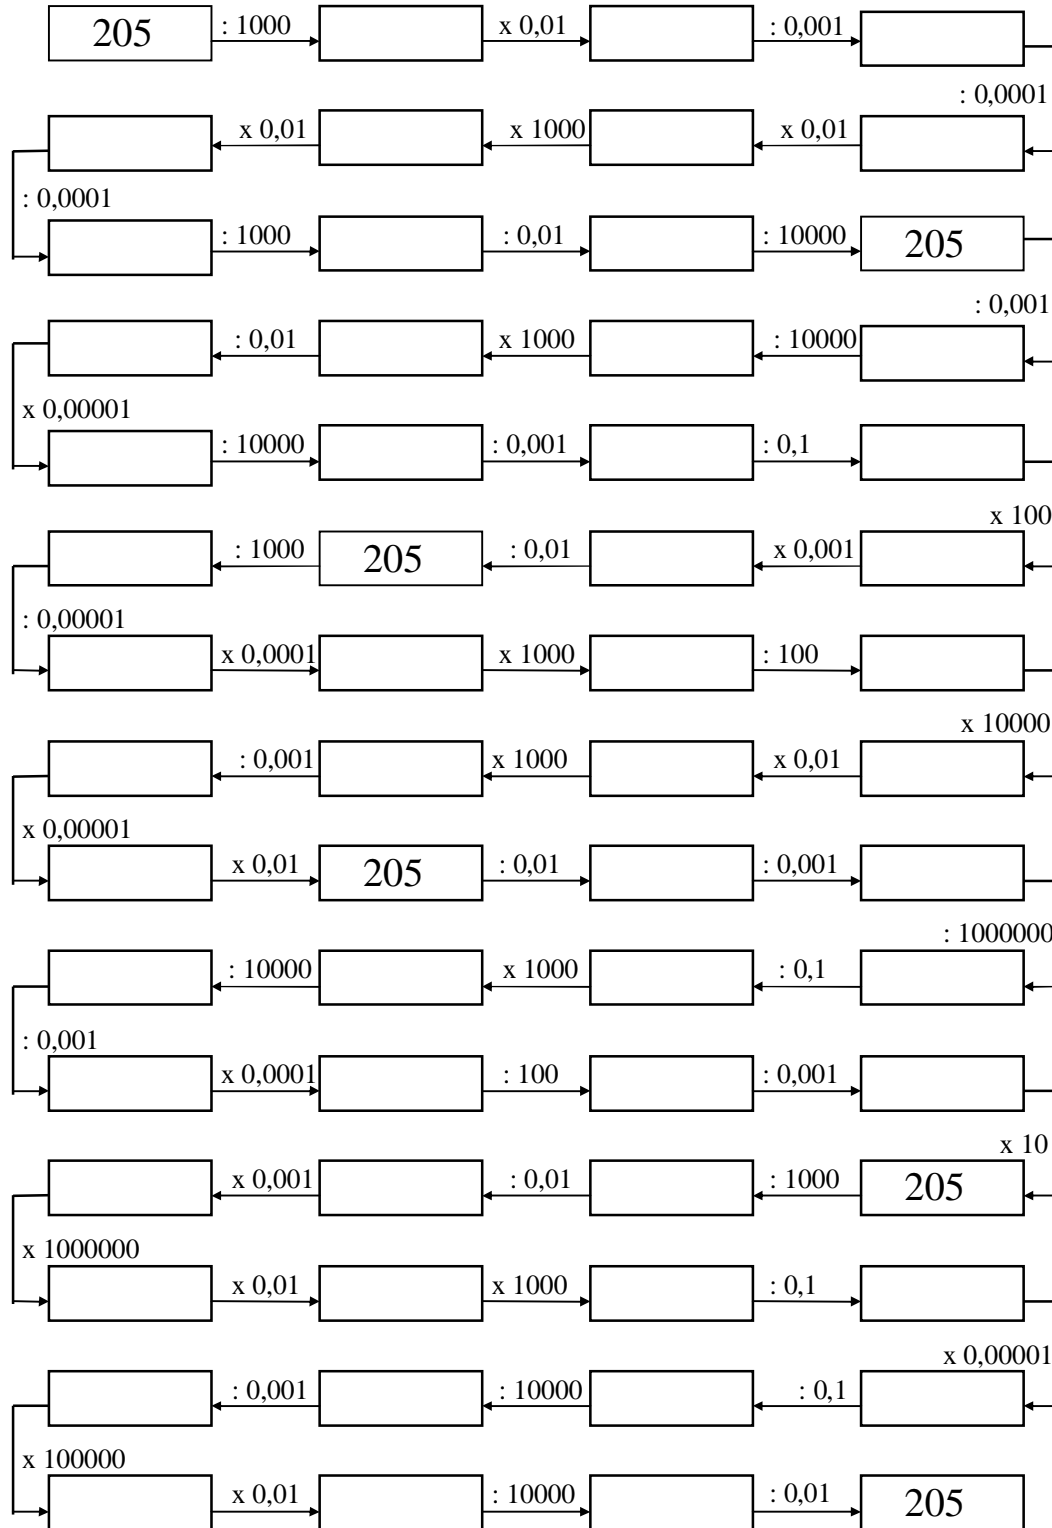 205 : 1000 x 0,01 : 0,001
: 0,0001
x 0,01 x 1000 x 0,01
: 0,0001
: 1000 : 0,01 : 10000 205
: 0,001
: 0,01 x 1000 : 10000
x 0,00001
: 10000 : 0,001 : 0,1
x 100
: 1000 205 : 0,01 x 0,001
: 0,00001
x 0,0001 x 1000 : 100
x 10000
: 0,001 x 1000 x 0,01
x 0,00001
x 0,01 205 : 0,01 : 0,001
: 1000000
: 10000 x 1000 : 0,1
: 0,001
x 0,0001 : 100 : 0,001
x 10
x 0,001 : 0,01 : 1000 205
x 1000000
x 0,01 x 1000 : 0,1
x 0,00001
: 0,001 : 10000 : 0,1
x 100000
x 0,01 : 10000 : 0,01 205